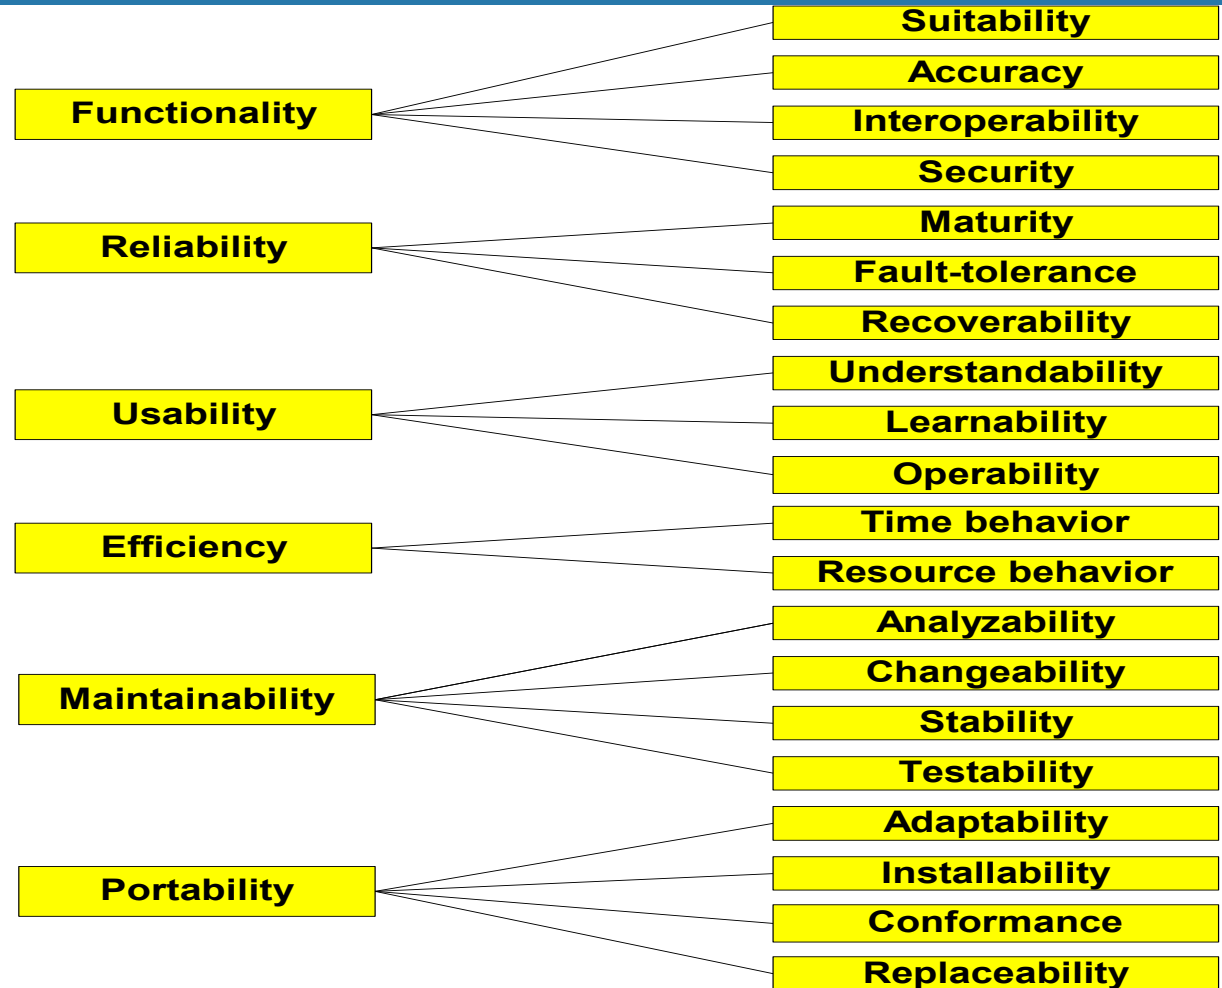 Functionality
Suitability
Accuracy
Interoperability
Security
Reliability
Maturity
Fault-tolerance
Recoverability
Usability
Understandability
Learnability
Operability
Efficiency
Time behavior
Resource behavior
Maintainability
Analyzability
Changeability
Stability
Testability
Portability
Adaptability
Installability
Conformance
Replaceability